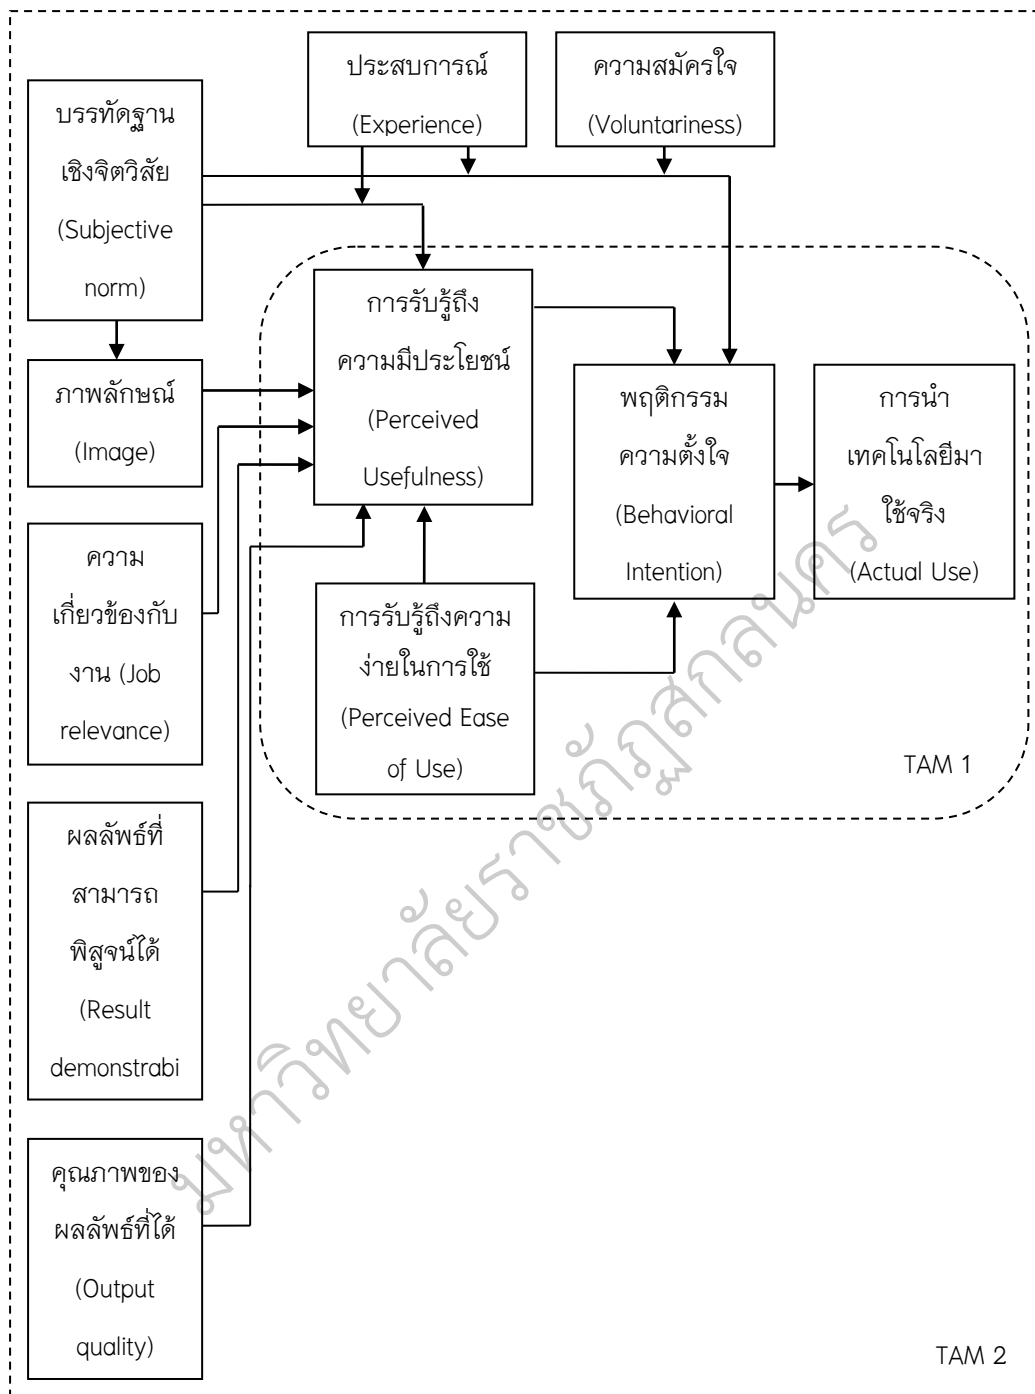 ประสบการณ์
(Experience)
ความสมัครใจ
(Voluntariness)
บรรทัดฐาน
เชิงจิตวิสัย
(Subjective
norm)
ภาพลักษณ์
(Image)
ความ
เกี่ยวข้องกับ
งาน (Job
relevance)
ผลลัพธ์ที่
สามารถ
พิสูจน์ได้
(Result
demonstrabi
คุณภาพของ
ผลลัพธ์ที่ได้
(Output
quality)
การรับรู้ถึง
ความมีประโยชน์
(Perceived
Usefulness)
การรับรู้ถึงความ
ง่ายในการใช้
(Perceived Ease
of Use)
พฤติกรรม
ความตั้งใจ
(Behavioral
Intention)
การนำ
เทคโนโลยีมา
ใช้จริง
(Actual Use)
TAM 1
TAM 2
มหาวิทยาลัยราชภัฏสกลนคร